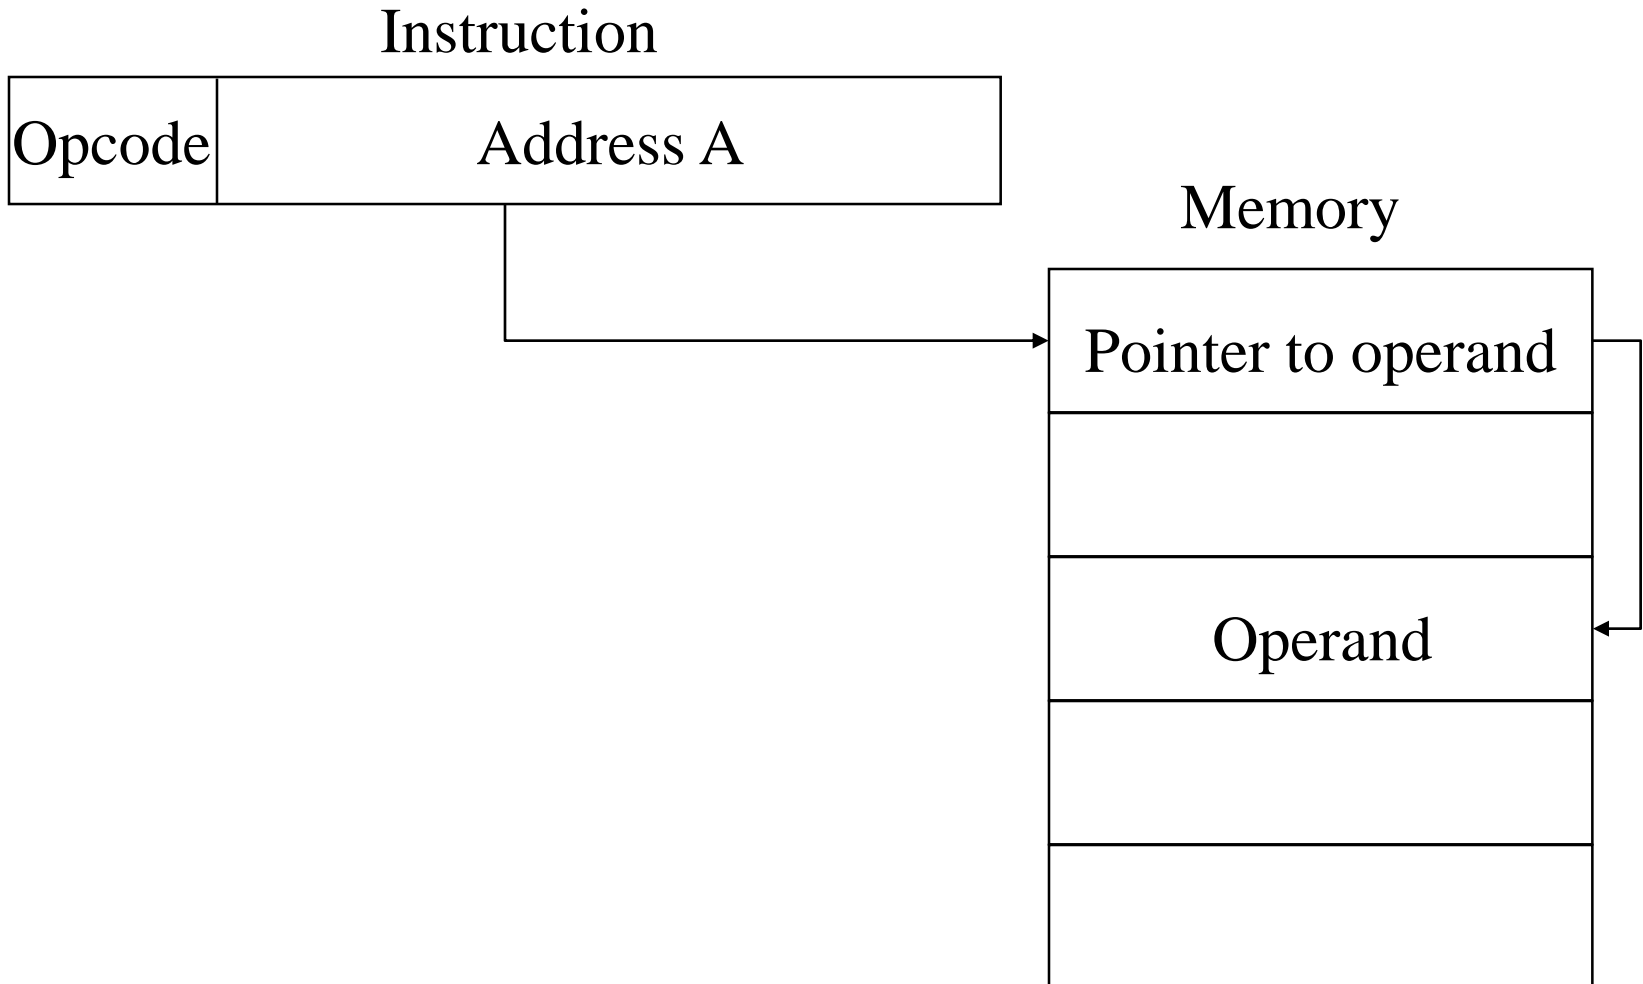 Instruction
Opcode
Address A
Memory
Pointer to operand
Operand